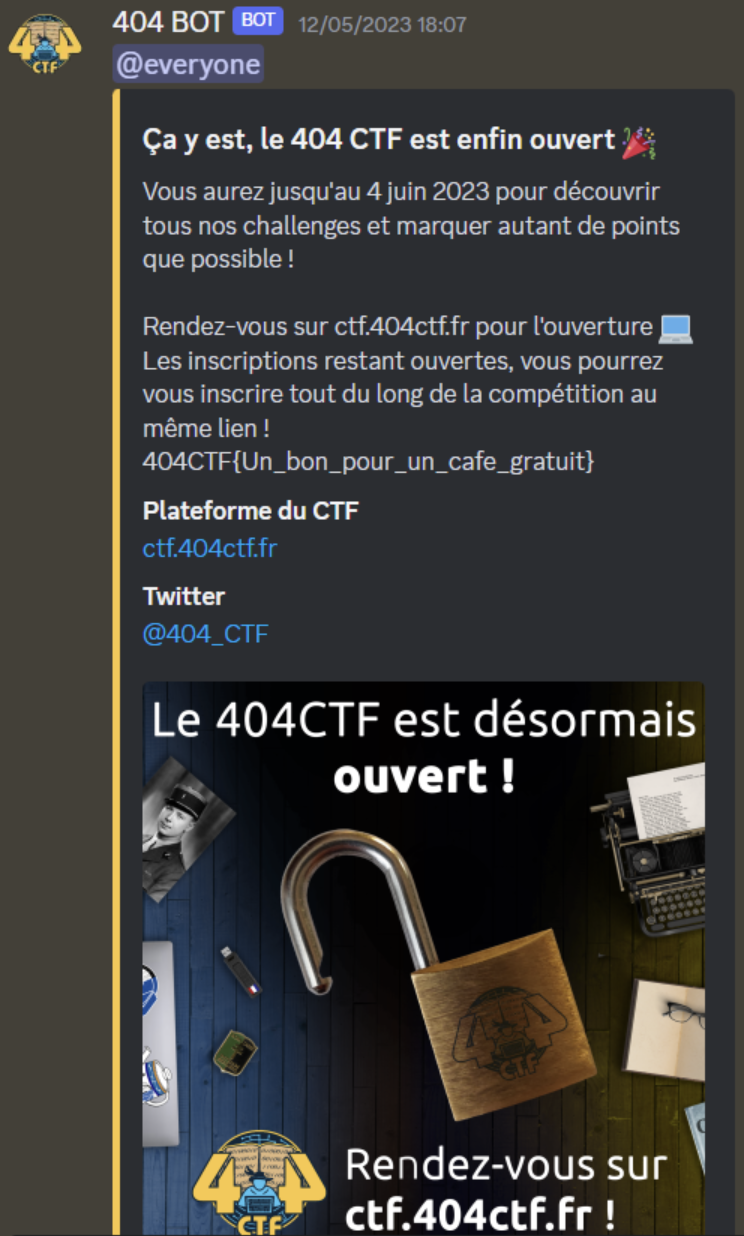 404 BOT BOT 12/05/2023 18:07
@everyone
Ça y est, le 404 CTF est enfin ouvert 🎉
Vous aurez jusqu'au 4 juin 2023 pour découvrir
tous nos challenges et marquer autant de points
que possible !
Rendez-vous sur ctf.404ctf.fr pour l'ouverture 💻
Les inscriptions restant ouvertes, vous pourrez
vous inscrire tout du long de la compétition au
même lien !
404CTF{Un_bon_pour_un_cafe_gratuit}
Plateforme du CTF
ctf.404ctf.fr
Twitter
@404_CTF
Le 404CTF est désormais
ouvert !
404
CTF
404
CTF
Rendez-vous sur
ctf.404ctf.fr !